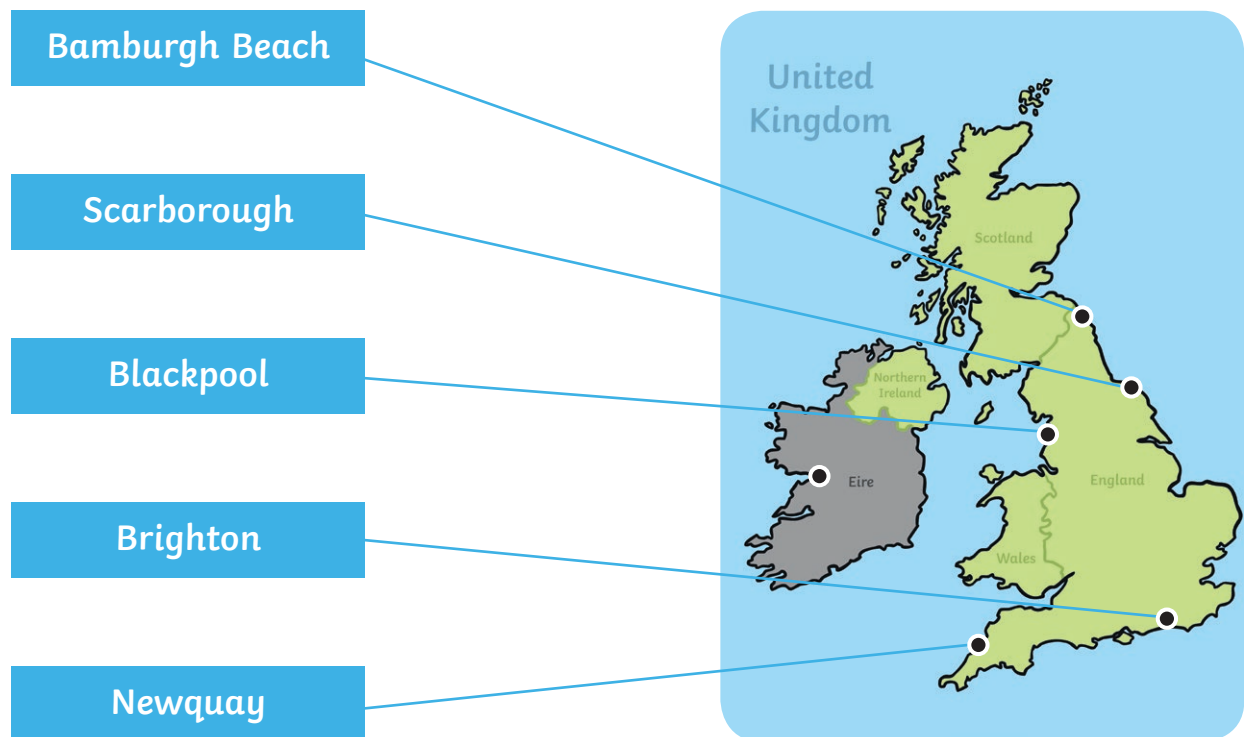 Bamburgh Beach
Scarborough
Blackpool
Brighton
Newquay
United
Kingdom
Scotland
Northern
Ireland
Eire
England
Wales